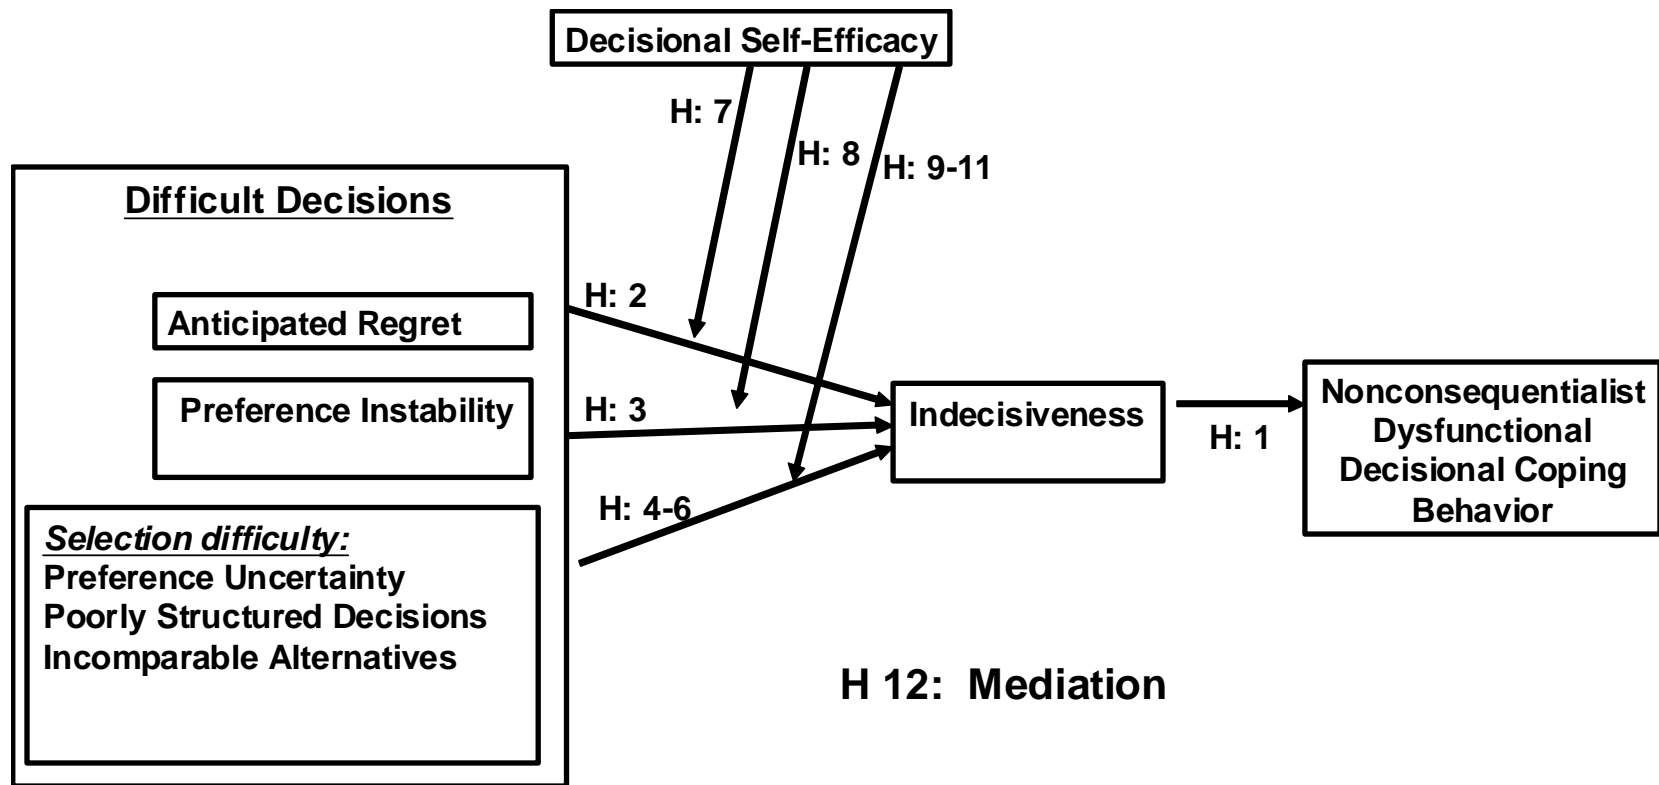 Decisional Self-Efficacy
H: 7
H: 8
H: 9-11
Difficult Decisions
H: 2
Anticipated Regret
Preference Instability
H: 3
Indecisiveness
H: 1
Nonconsequentialist
Dysfunctional
Decisional Coping
Behavior
H: 4-6
Selection difficulty:
Preference Uncertainty
Poorly Structured Decisions
Incomparable Alternatives
H 12: Mediation